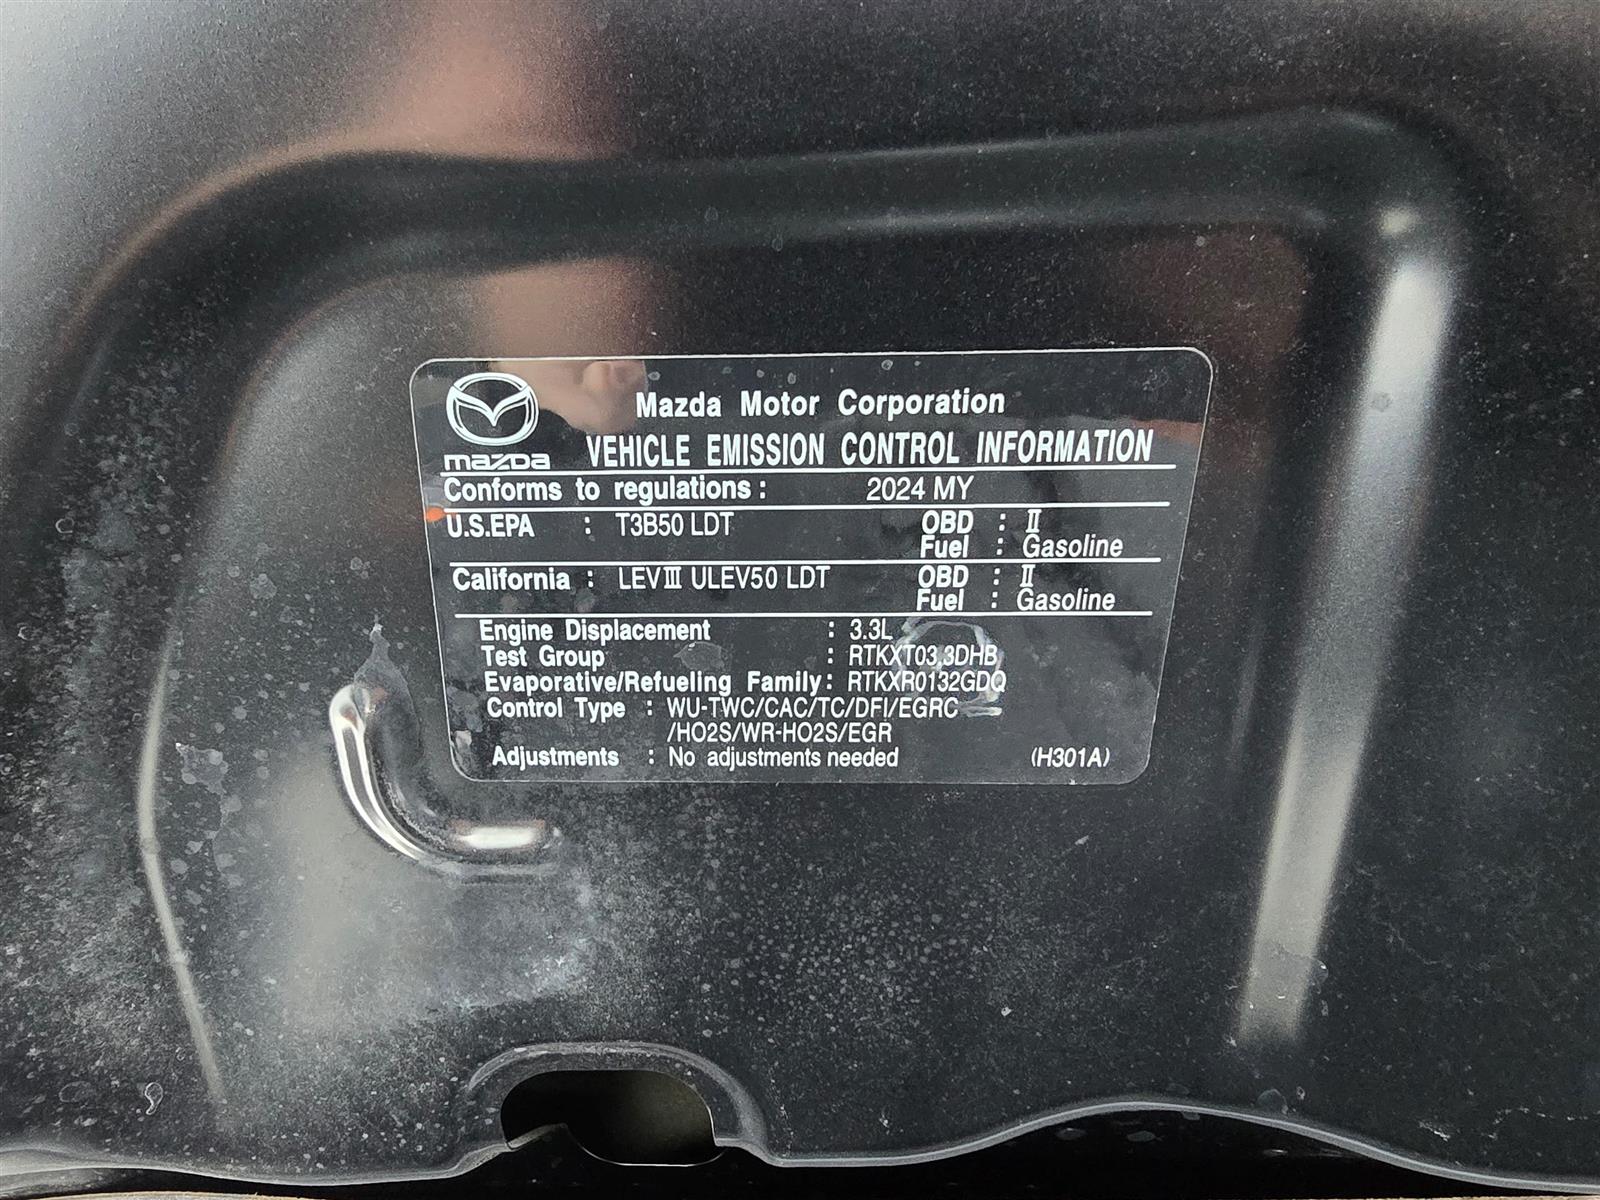 Mazda Motor Corporation
mazda VEHICLE EMISSION CONTROL INFORMATION
Conforms to regulations : 2024 MY
U.S.EPA : T3B50 LDT OBD : II
Fuel : Gasoline
California : LEVIII ULEV50 LDT OBD : II
Fuel : Gasoline
Engine Displacement : 3.3L
Test Group : RTKXT03.3DHB
Evaporative/Refueling Family : RTKXR0132GDQ
Control Type : WU-TWC/CAC/TC/DFI/EGRC
/HO2S/WR-HO2S/EGR
Adjustments : No adjustments needed (H301A)